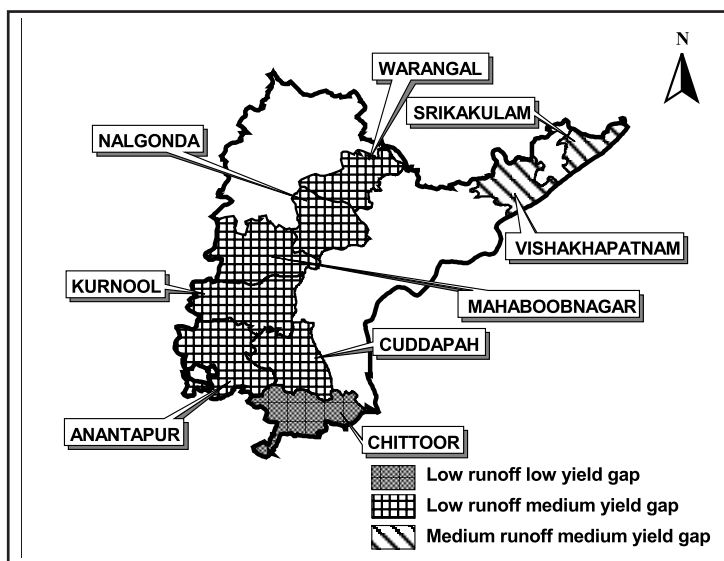 N
WARANGAL
SRIKAKULAM
NALGONDA
VISHAKHAPATNAM
KURNOOL
MAHABOOBNAGAR
CUDDAPAH
ANANTAPUR
CHITTOOR
Low runoff low yield gap
Low runoff medium yield gap
Medium runoff medium yield gap